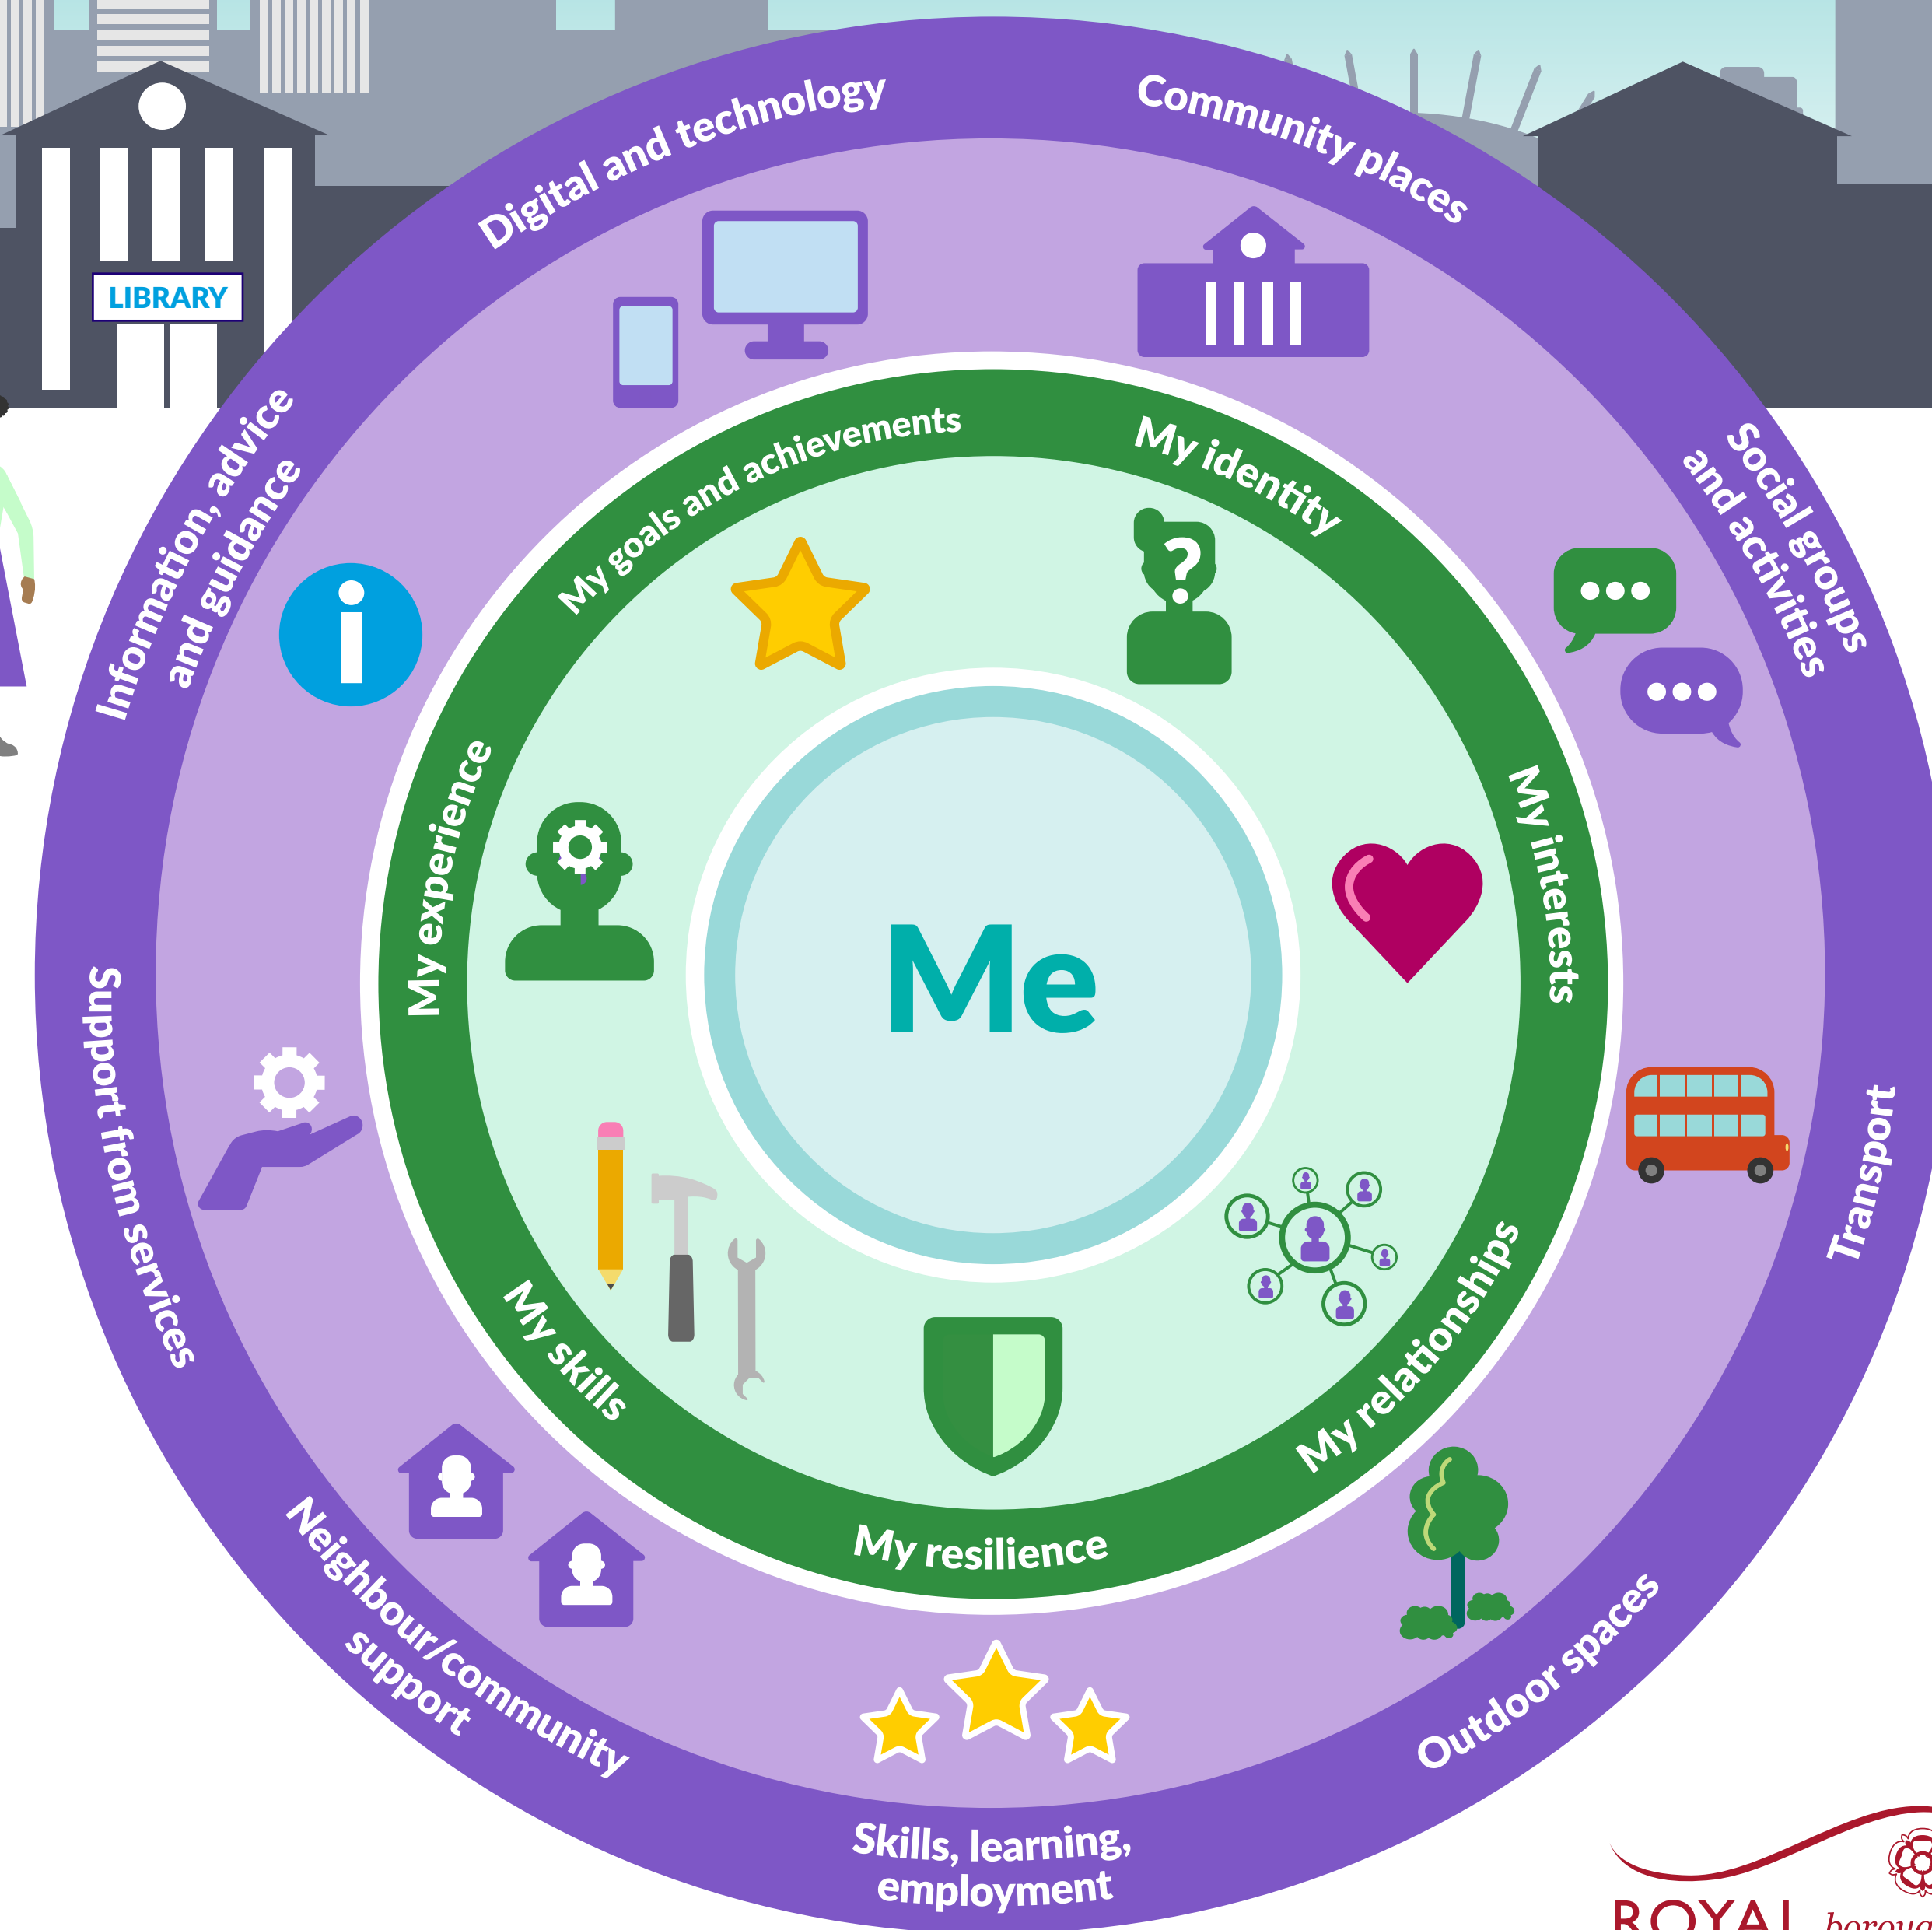 Digital and technology
Community places
LIBRARY
Information, advice
and guidance
Social groups
and activities
My goals and achievements
My identity
My experience
My interests
Me
Support from services
Transport
My skills
My relationships
My resilience
Neighbour/community
support
Outdoor spaces
Skills, learning,
employment
ROYAL